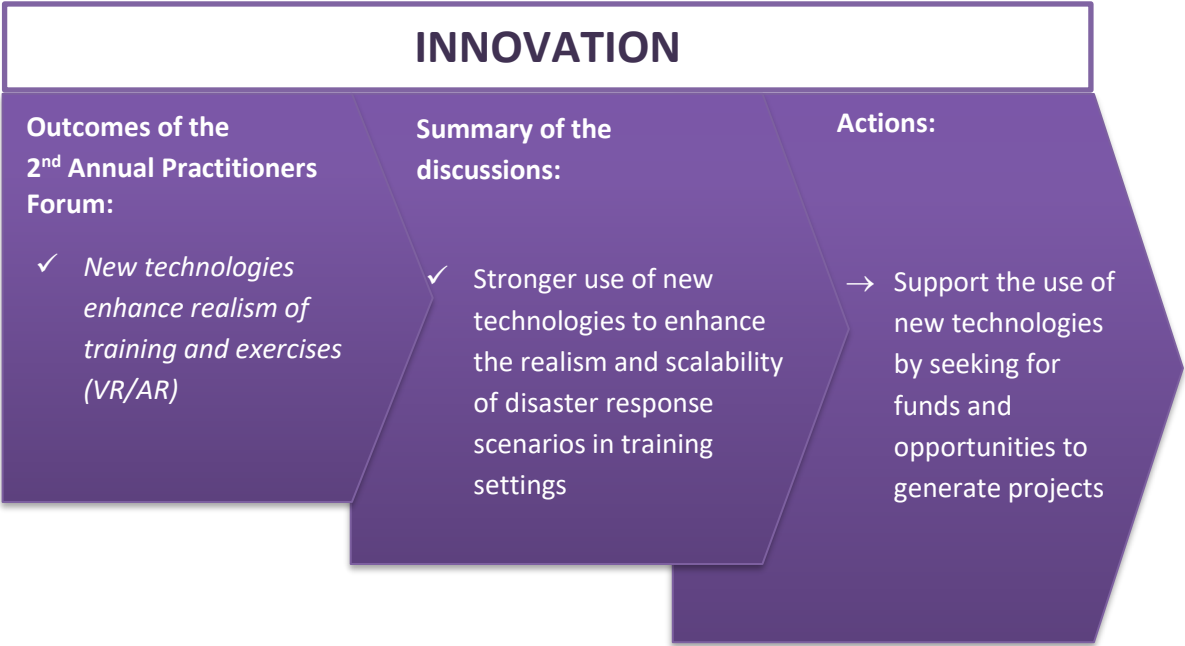 INNOVATION
Outcomes of the
2nd Annual Practitioners
Forum:
✓ New technologies
enhance realism of
training and exercises
(VR/AR)
Summary of the
discussions:
✓ Stronger use of new
technologies to enhance
the realism and scalability
of disaster response
scenarios in training
settings
Actions:
→ Support the use of
new technologies
by seeking for
funds and
opportunities to
generate projects